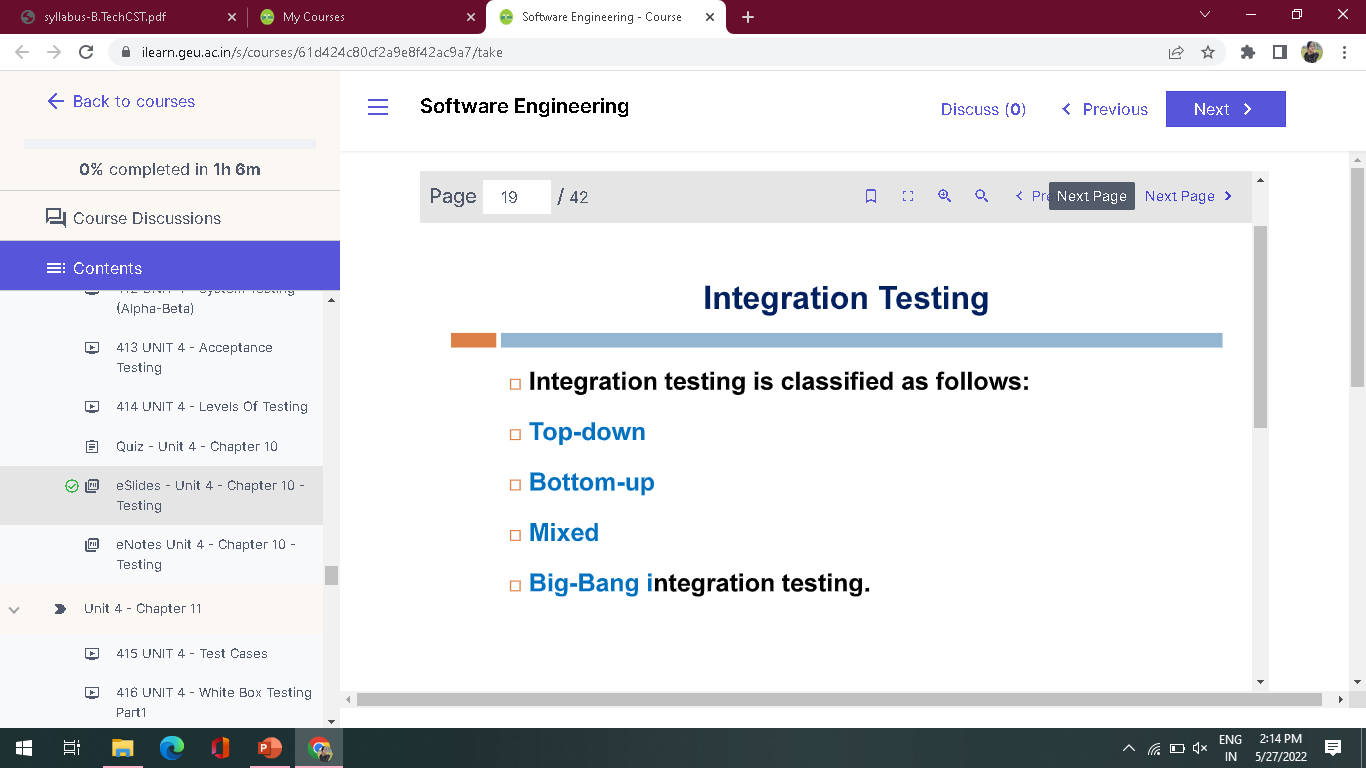 syllabus-B.TechCST.pdf
My Courses
Software Engineering - Course
ilearn.geu.ac.in/s/courses/61d424c80cf2a9e8f42ac9a7/take
Back to courses
0% completed in 1h 6m
Course Discussions
Contents
(Alpha-Beta)
413 UNIT 4 - Acceptance
Testing
414 UNIT 4 - Levels Of Testing
Quiz - Unit 4 - Chapter 10
eSlides - Unit 4 - Chapter 10 -
Testing
eNotes Unit 4 - Chapter 10 -
Testing
Unit 4 - Chapter 11
415 UNIT 4 - Test Cases
416 UNIT 4 - White Box Testing
Part1
Software Engineering
Discuss (0)
Previous
Next
Page 19 / 42
Pre
Next Page
Next Page
Integration Testing
Integration testing is classified as follows:
Top-down
Bottom-up
Mixed
Big-Bang integration testing.
ENG
IN
2:14 PM
5/27/2022